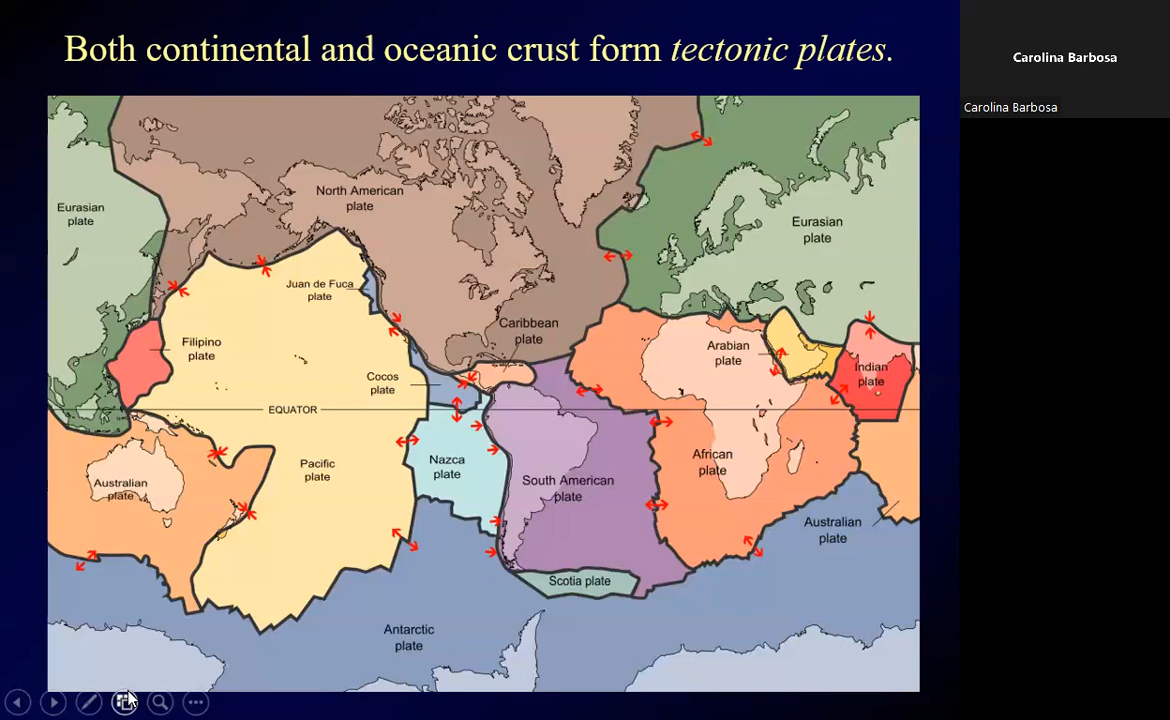 Both continental and oceanic crust form tectonic plates.
Carolina Barbosa
Carolina Barbosa
North American
plate
Eurasian
plate
Eurasian
plate
Juan de Fuca
plate
Caribbean
plate
Filipino
plate
Arabian
plate
Indian
plate
Cocos
plate
EQUATOR
Pacific
plate
Nazca
plate
African
plate
Australian
plate
South American
plate
Australian
plate
Scotia plate
Antarctic
plate